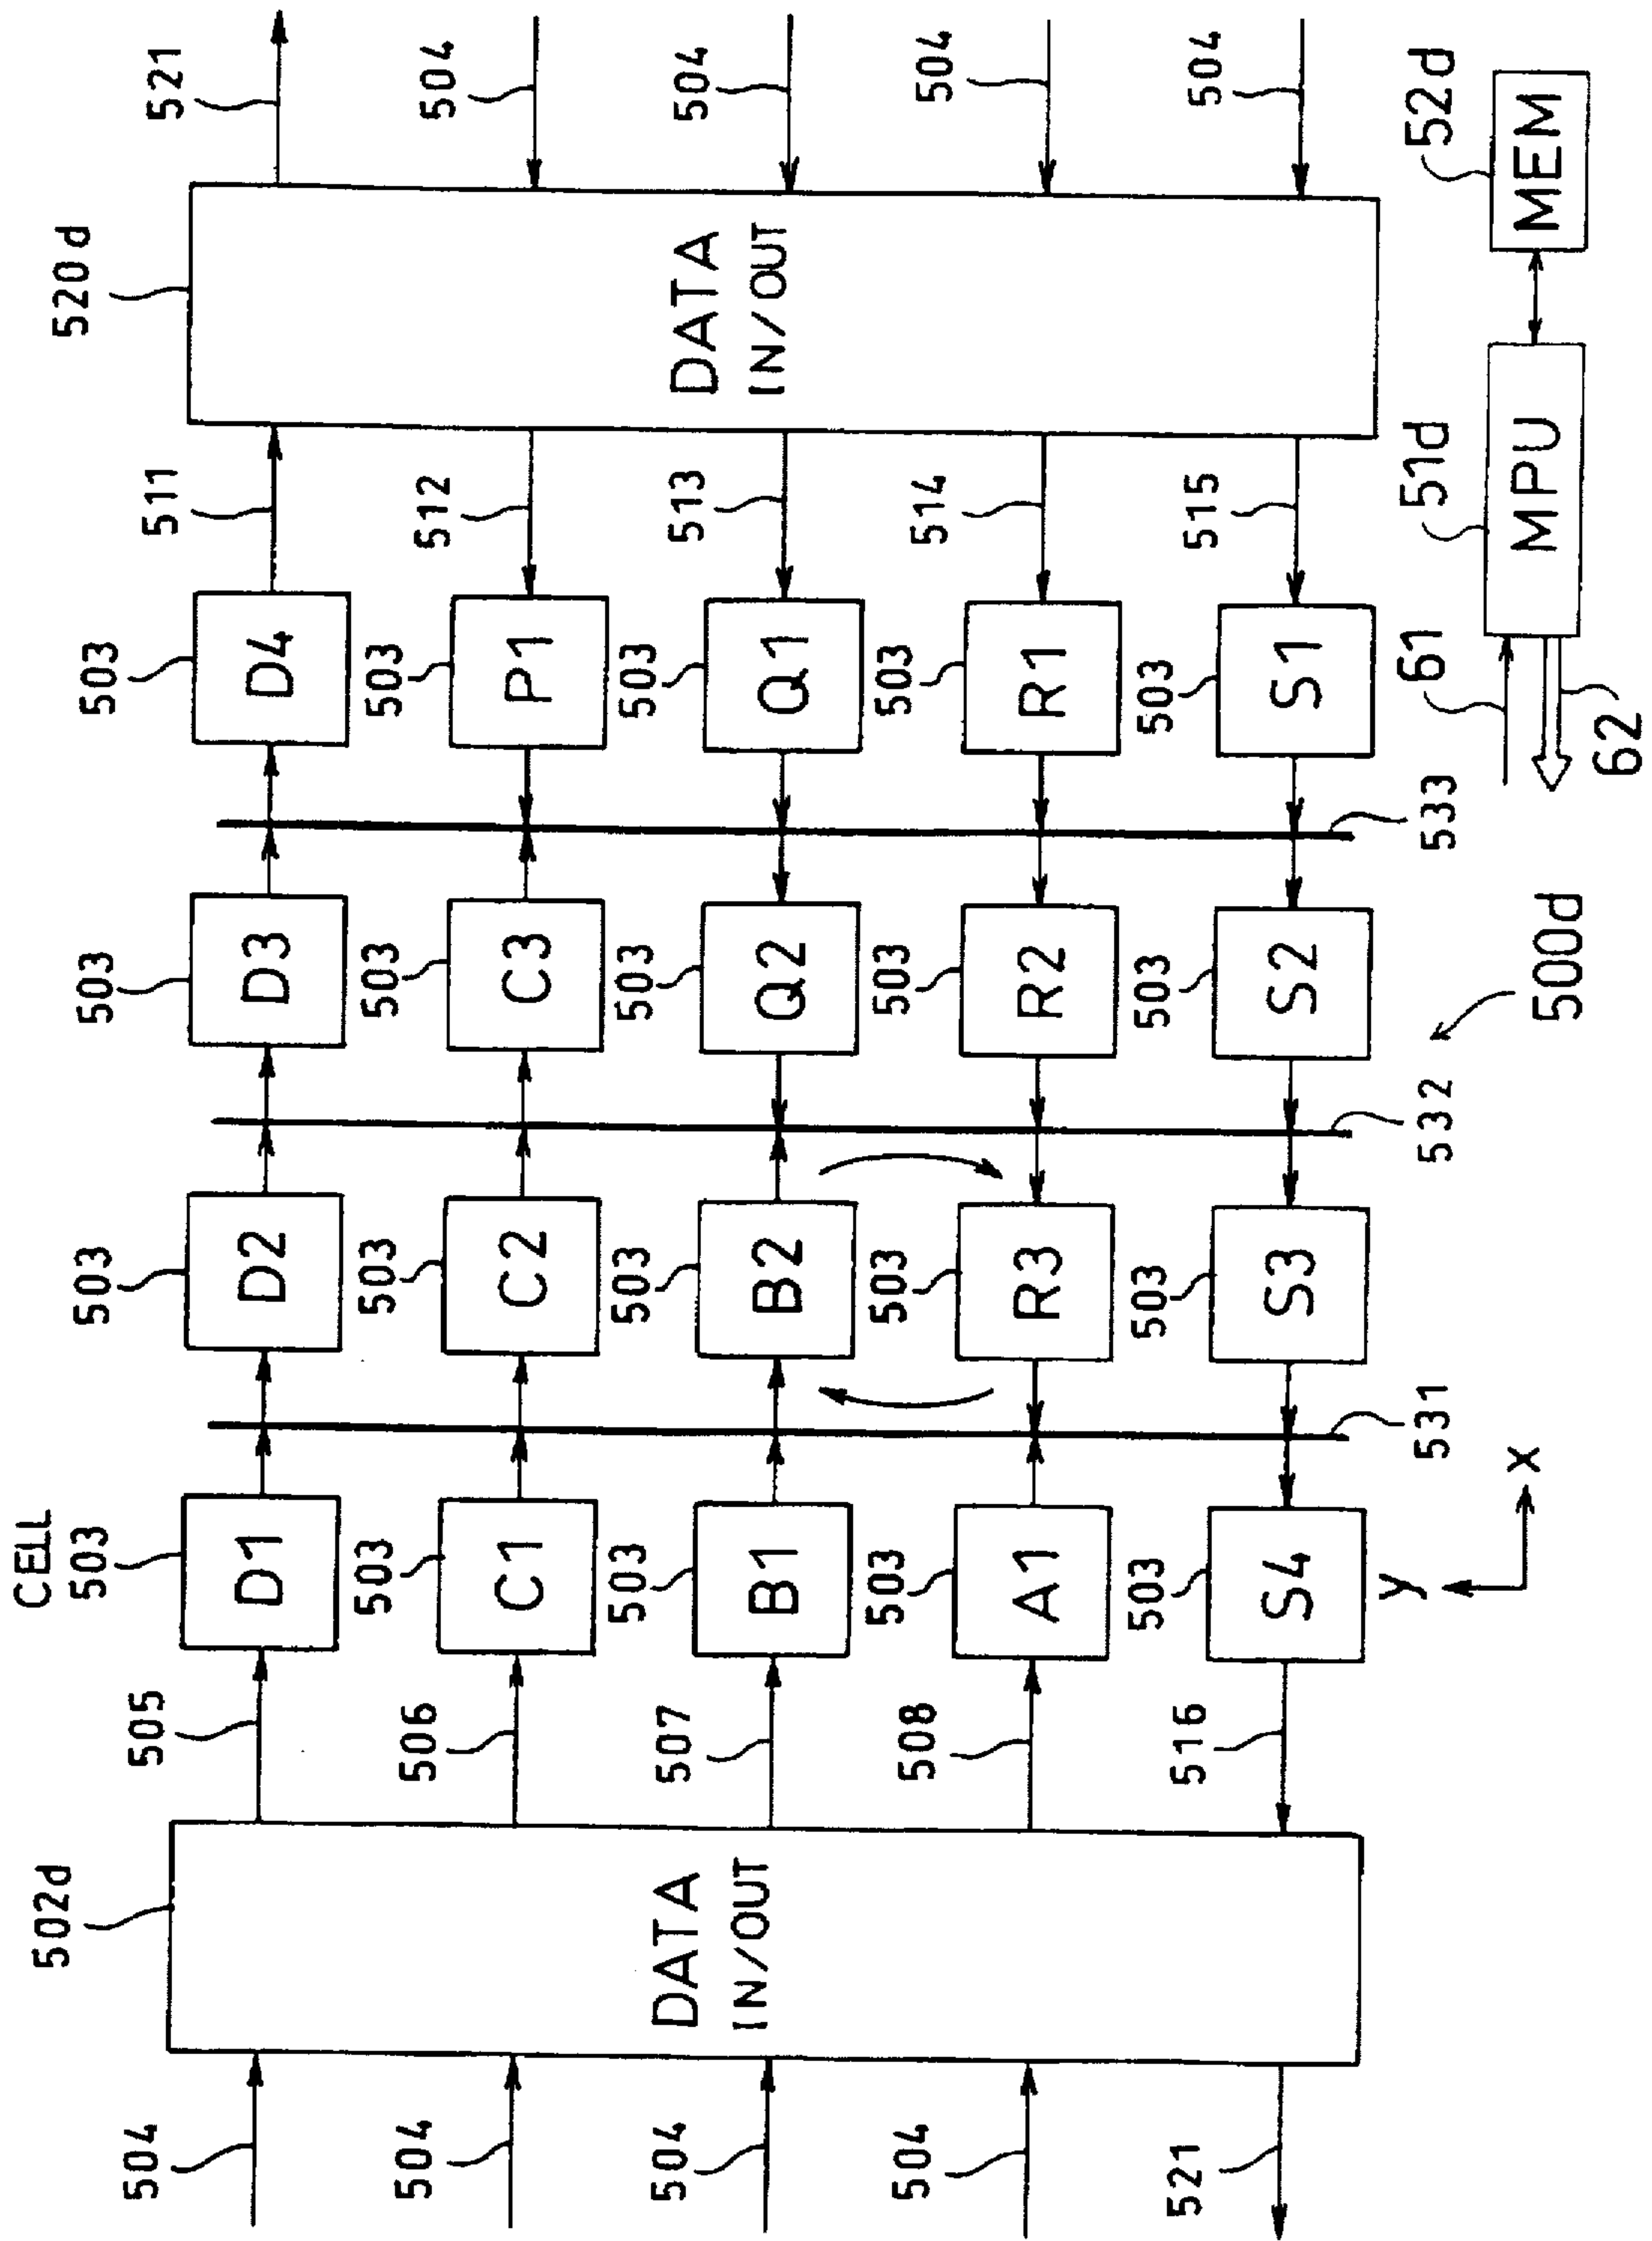 CELL
502d 503 503 503 503 520d
504 505 511 521
D1 D2 D3 D4
503 503 503 503
504 506 512 504
C1 C2 C3 P1
503 503 503 503
504 507 513 504
DATA
IN/OUT
B1 B2 Q2 Q1
DATA
IN/OUT
503 503 503 503
504 508 514 504
A1 R3 R2 R1
503 503 503 503
521 516 515 504
S4 S3 S2 S1
y 531 532 533 61 51d 52d
x 500d 62 MPU MEM